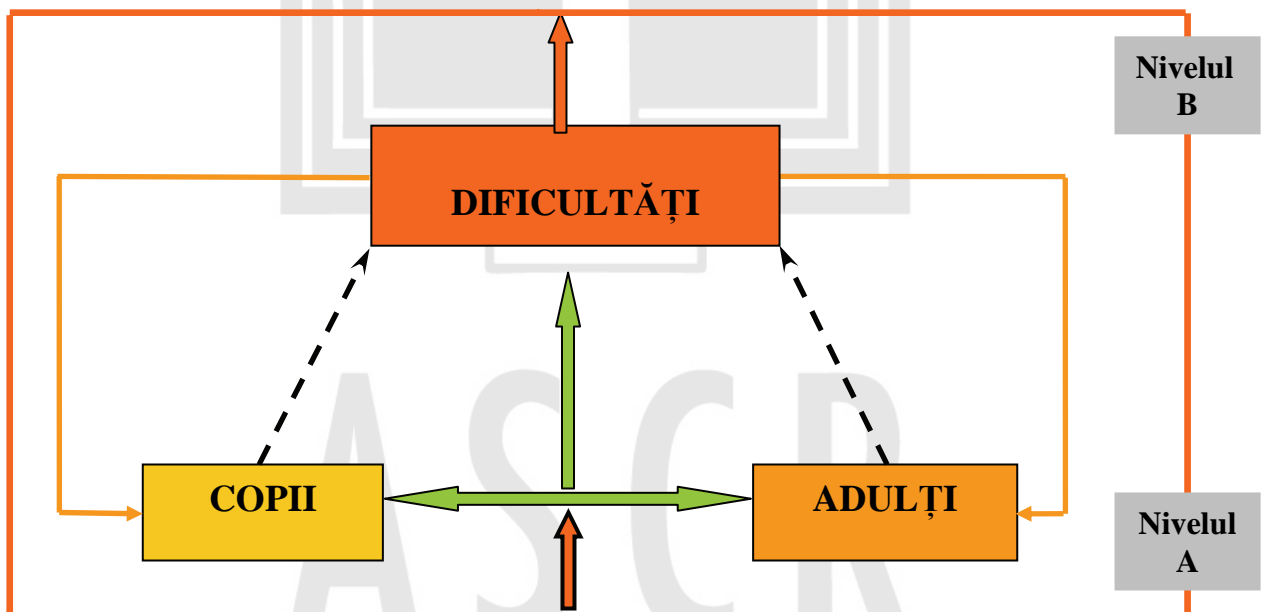 Nivelul
B
DIFICULTĂȚI
COPII
ADULȚI
Nivelul
A
ASCR